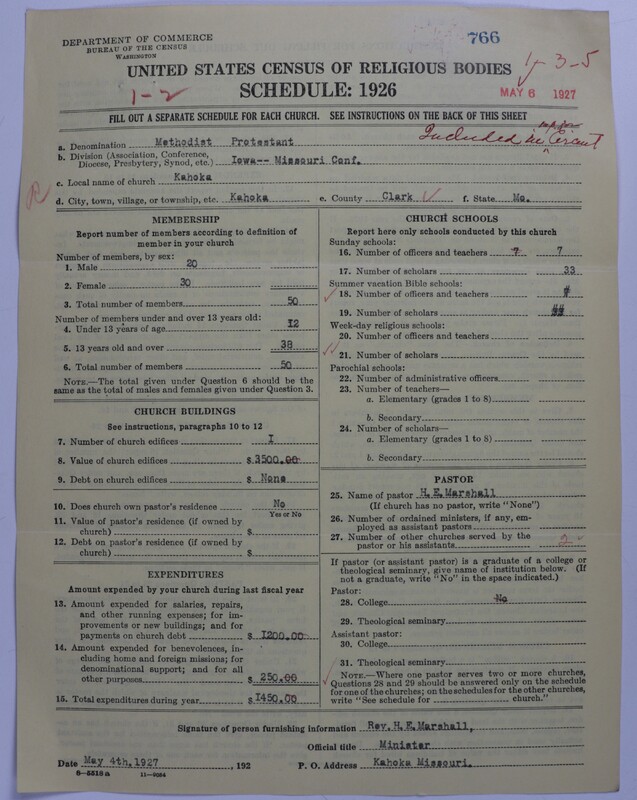 DEPARTMENT OF COMMERCE
BUREAU OF THE CENSUS
WASHINGTON
766
1-3-5
UNITED STATES CENSUS OF RELIGIOUS BODIES
1-2
SCHEDULE: 1926
MAY 6 1927
FILL OUT A SEPARATE SCHEDULE FOR EACH CHURCH. SEE INSTRUCTIONS ON THE BACK OF THIS SHEET
a. Denomination Methodist Protestant
Included in Circuit
b. Division (Association, Conference, Diocese, Presbytery, Synod, etc.) Iowa-- Missouri Conf.
c. Local name of church Kahoka
d. City, town, village, or township, etc. Kahoka e. County Clark f. State Mo.
MEMBERSHIP
Report number of members according to definition of
member in your church
Number of members, by sex:
1. Male 20
2. Female 30
3. Total number of members 50
Number of members under and over 13 years old:
4. Under 13 years of age 12
5. 13 years old and over 38
6. Total number of members 50
NOTE.—The total given under Question 6 should be
same as the total of males and females given under Question 3.
CHURCH BUILDINGS
See instructions, paragraphs 10 to 12
7. Number of church edifices I
8. Value of church edifices $ 3500.00
9. Debt on church edifices $ None
10. Does church own pastor's residence? No
Yes or No
11. Value of pastor's residence (if owned by
church) $
12. Debt on pastor's residence (if owned by
church) $
EXPENDITURES
Amount expended by your church during last fiscal year
13. Amount expended for salaries, repairs,
and other running expenses; for im-
provements or new buildings; and for
payments on church debt $ I200.00
14. Amount expended for benevolences, in-
cluding home and foreign missions; for
denominational support; and for all
other purposes $ 250.00
15. Total expenditures during year $ I450.00
CHURCH SCHOOLS
Report here only schools conducted by this church
Sunday schools:
16. Number of officers and teachers 7 7
17. Number of scholars 33
Summer vacation Bible schools:
18. Number of officers and teachers #
19. Number of scholars ##
Week-day religious schools:
20. Number of officers and teachers
21. Number of scholars
Parochial schools:
22. Number of administrative officers
23. Number of teachers—
a. Elementary (grades 1 to 8)
b. Secondary
24. Number of scholars—
a. Elementary (grades 1 to 8)
b. Secondary
PASTOR
25. Name of pastor H.E.Marshall
(If church has no pastor, write "None")
26. Number of ordained ministers, if any, em-
ployed as assistant pastors
27. Number of other churches served by the
pastor or his assistants 2
If pastor (or assistant pastor) is a graduate of a college or
theological seminary, give name of institution below. (If
not a graduate, write "No" in the space indicated.)
Pastor:
28. College No
29. Theological seminary
Assistant pastor:
30. College
31. Theological seminary
NOTE.—Where one pastor serves two or more churches,
Questions 28 and 29 should be answered only on the schedule
for one of the churches; on the schedules for the other churches,
write "See schedule for church."
Signature of person furnishing information Rev. H.E.Marshall,
Official title Minister
Date May 4th.1927 , 192 P. O. Address Kahoka Missouri.
6—5518a 11—9094